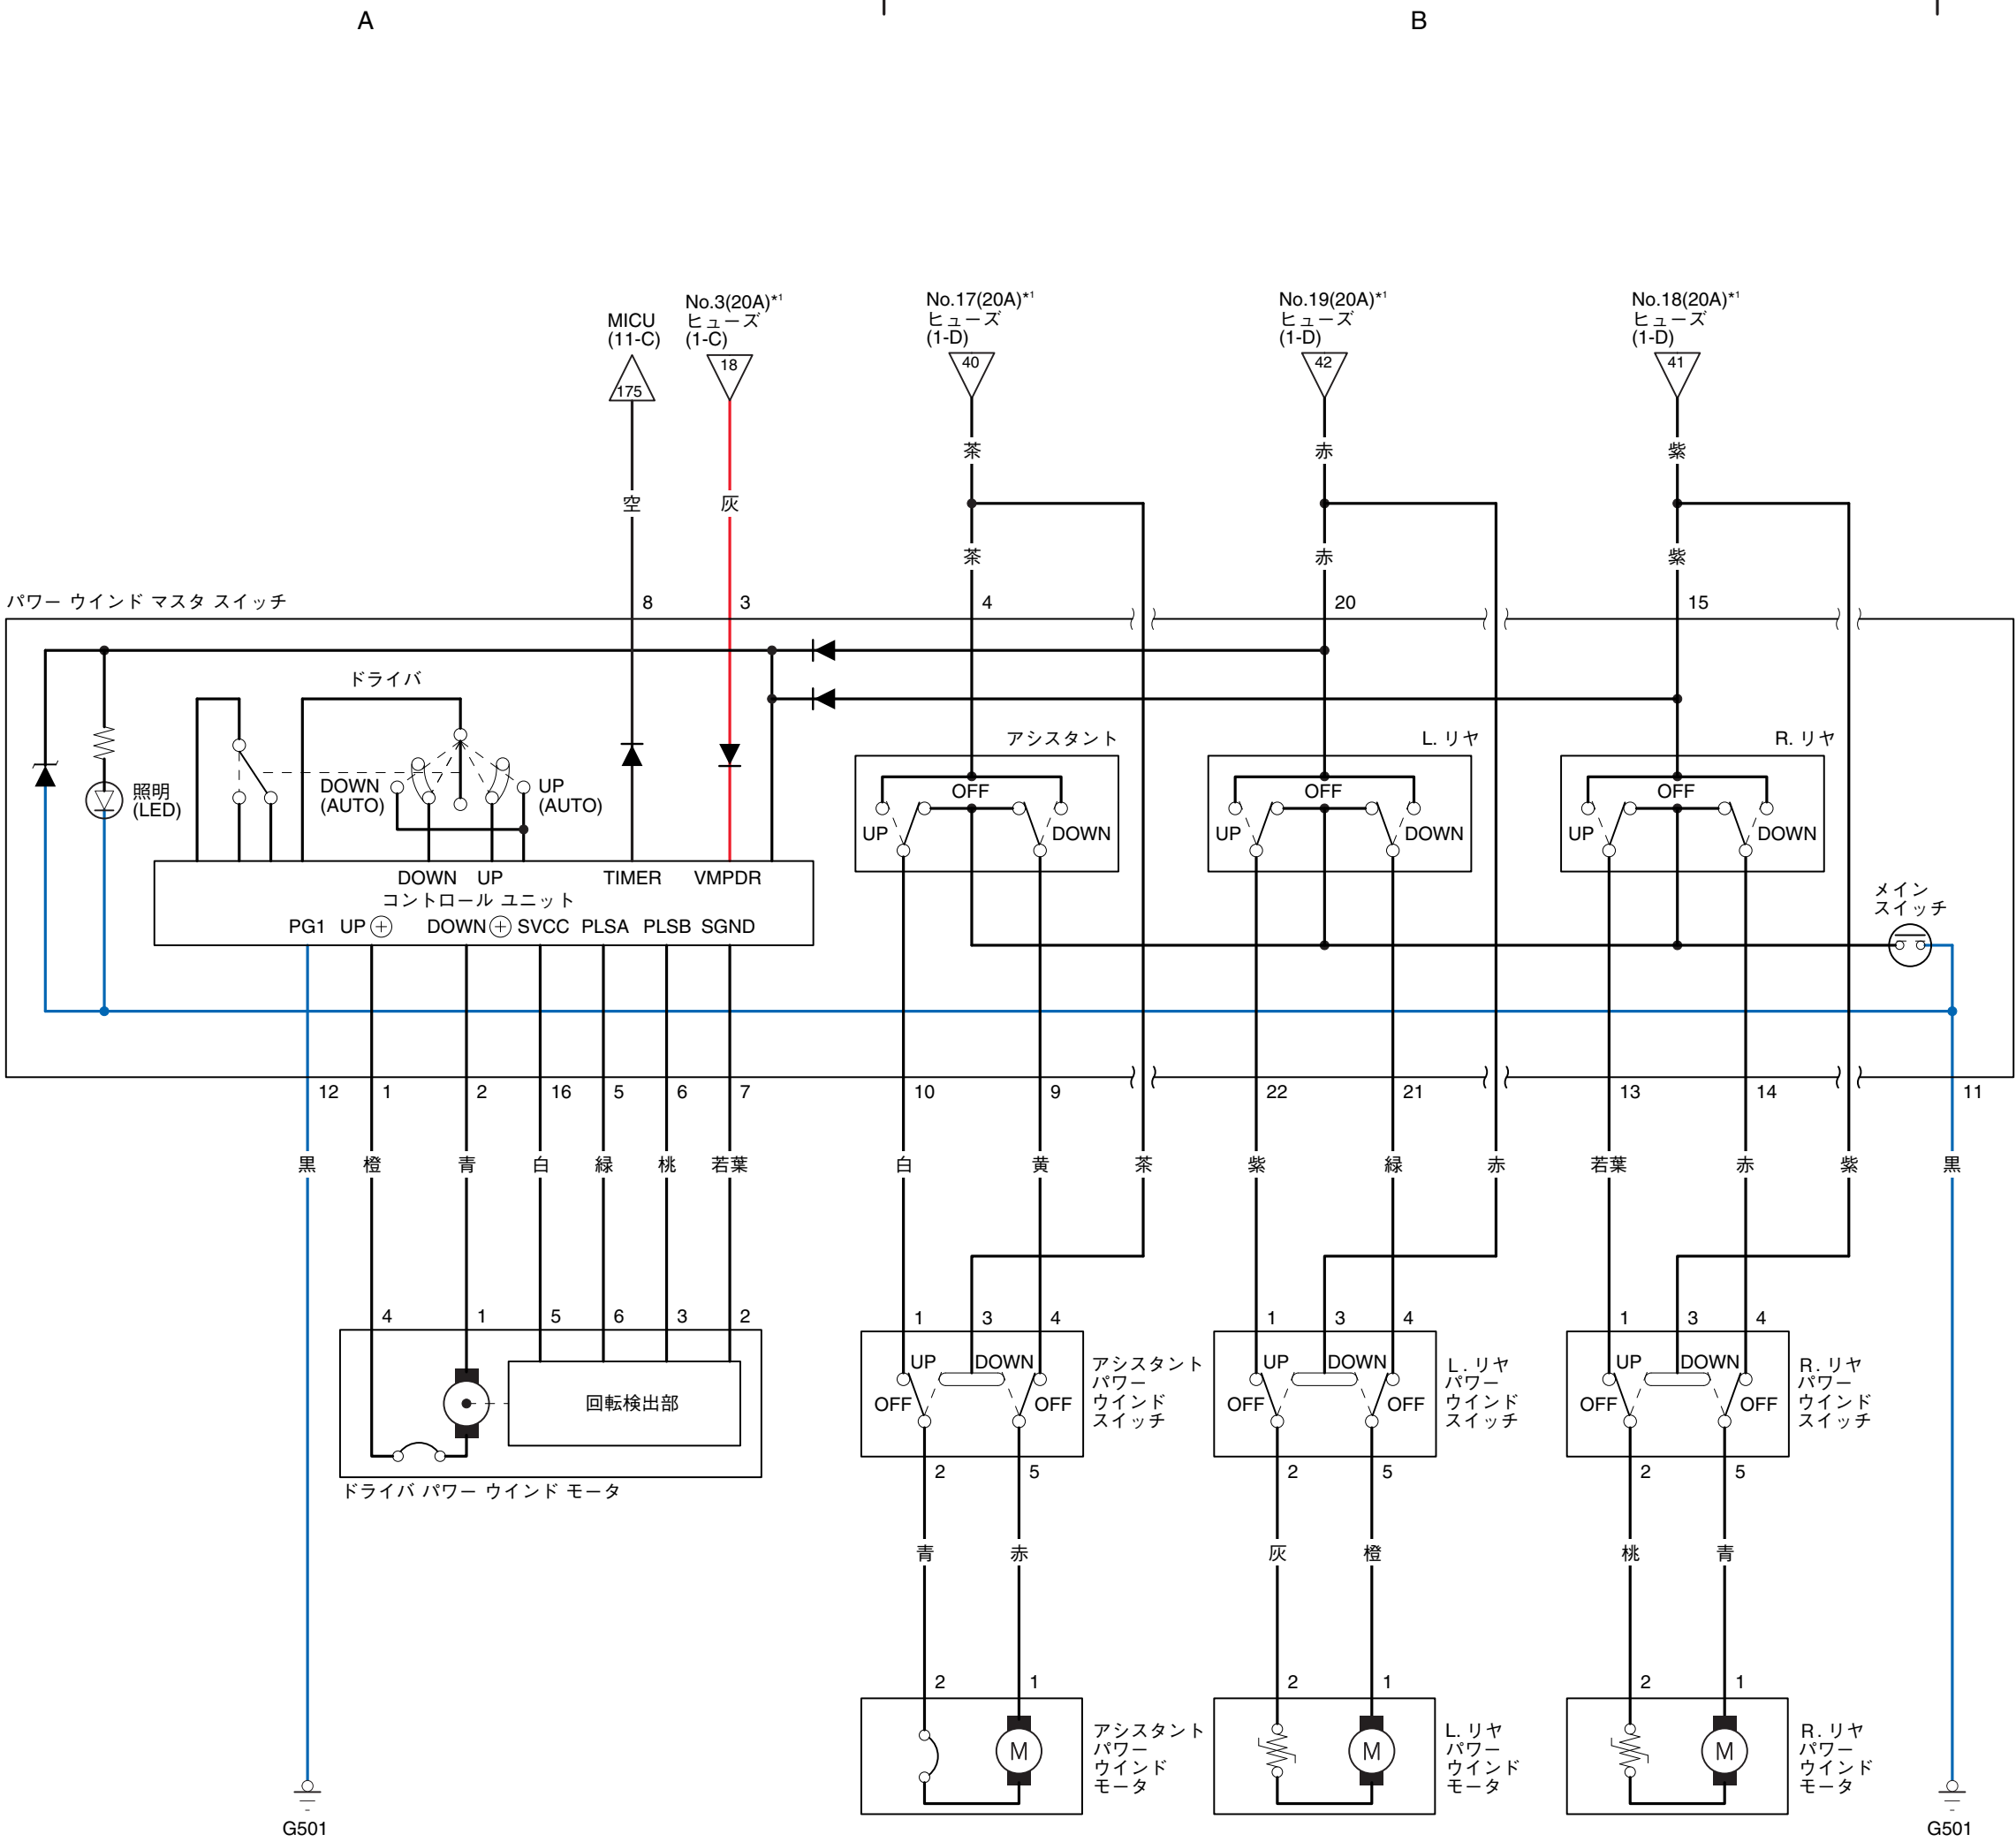 A
B
MICU
(11-C)
175
No.3(20A)*1
ヒューズ
(1-C)
18
No.17(20A)*1
ヒューズ
(1-D)
40
No.19(20A)*1
ヒューズ
(1-D)
42
No.18(20A)*1
ヒューズ
(1-D)
41
茶
赤
紫
空
灰
茶
赤
紫
パワー ウインド マスタ スイッチ
8
3
4
20
15
ドライバ
アシスタント
L. リヤ
R. リヤ
照明
(LED)
DOWN
(AUTO)
UP
(AUTO)
OFF
UP
DOWN
OFF
UP
DOWN
OFF
UP
DOWN
DOWN
UP
TIMER
VMPDR
コントロール ユニット
PG1
UP +
DOWN +
SVCC
PLSA
PLSB
SGND
メイン
スイッチ
12
1
2
16
5
6
7
10
9
22
21
13
14
11
黒
橙
青
白
緑
桃
若葉
白
黄
茶
紫
緑
赤
若葉
赤
紫
黒
4
1
5
6
3
2
1
3
4
1
3
4
1
3
4
回転検出部
ドライバ パワー ウインド モータ
UP
DOWN
OFF
OFF
アシスタント
パワー
ウインド
スイッチ
UP
DOWN
OFF
OFF
L. リヤ
パワー
ウインド
スイッチ
UP
DOWN
OFF
OFF
R. リヤ
パワー
ウインド
スイッチ
2
5
2
5
2
5
青
赤
灰
橙
桃
青
2
1
2
1
2
1
M
アシスタント
パワー
ウインド
モータ
M
L. リヤ
パワー
ウインド
モータ
M
R. リヤ
パワー
ウインド
モータ
G501
G501